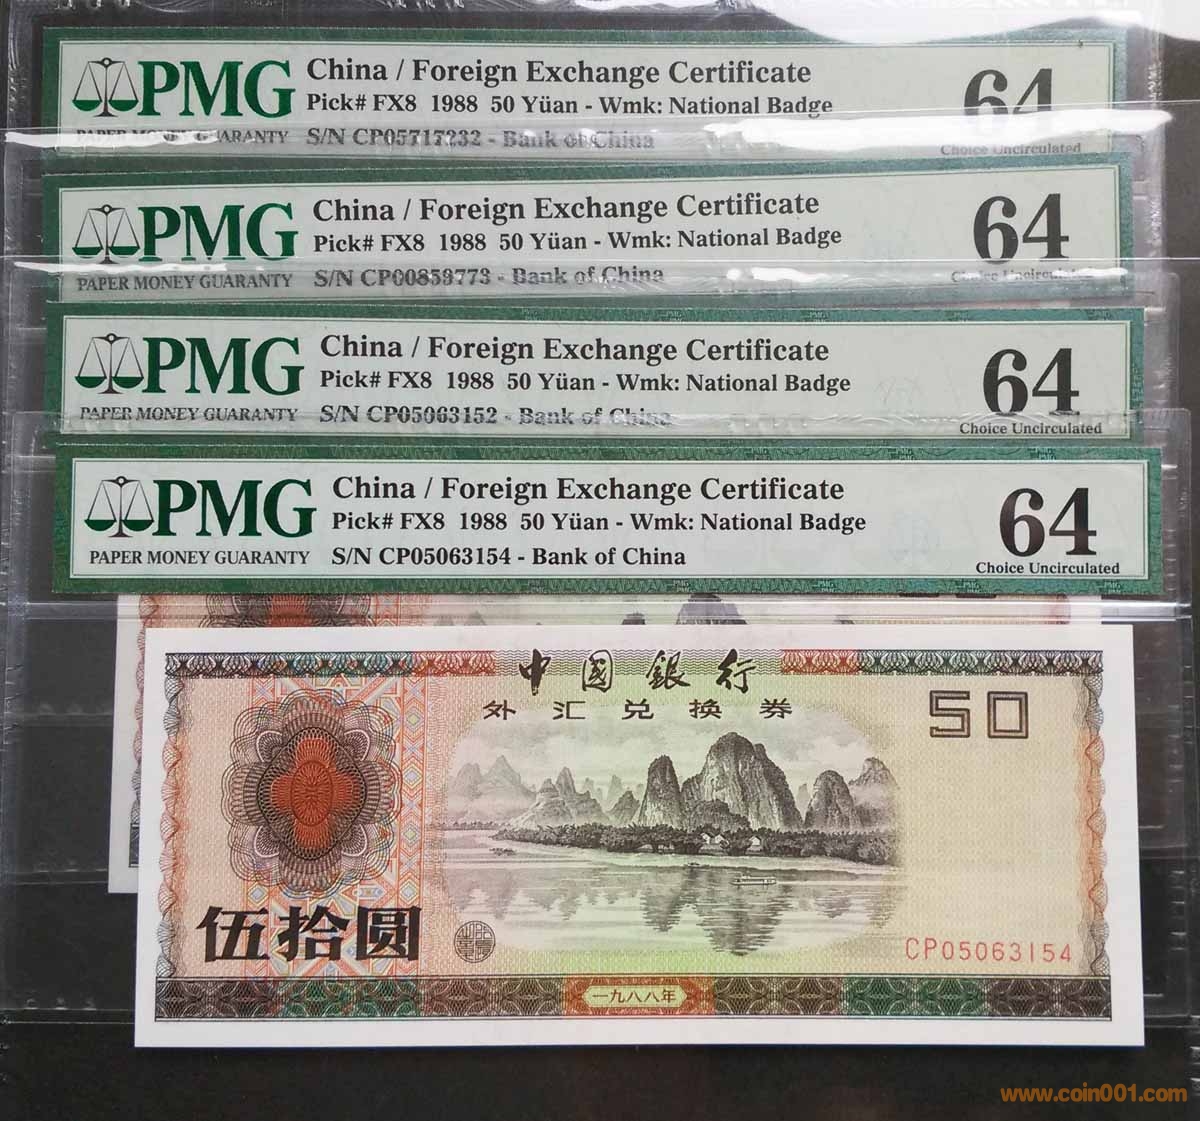 PMG
PAPER MONEY GUARANTY
China / Foreign Exchange Certificate
Pick# FX8 1988 50 Yüan - Wmk: National Badge
S/N CP05717232 - Bank of China
64
Choice Uncirculated
PMG
PAPER MONEY GUARANTY
China / Foreign Exchange Certificate
Pick# FX8 1988 50 Yüan - Wmk: National Badge
S/N CP00859773 - Bank of China
64
Choice Uncirculated
PMG
PAPER MONEY GUARANTY
China / Foreign Exchange Certificate
Pick# FX8 1988 50 Yüan - Wmk: National Badge
S/N CP05063152 - Bank of China
64
Choice Uncirculated
PMG
PAPER MONEY GUARANTY
China / Foreign Exchange Certificate
Pick# FX8 1988 50 Yüan - Wmk: National Badge
S/N CP05063154 - Bank of China
64
Choice Uncirculated
中国銀行
外汇兑换券
50
伍拾圆
CP05063154
一九八八年
www.coin001.com